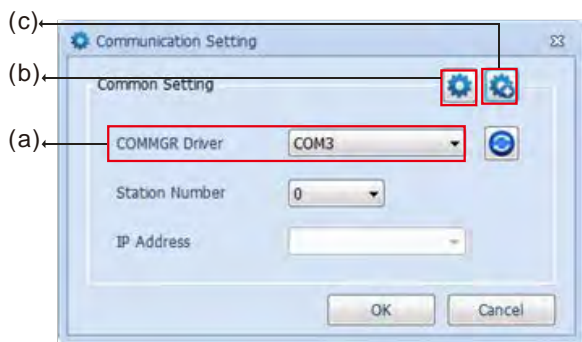 (c)
Communication Setting
(b)
Common Setting
(a)
COMMGR Driver COM3
Station Number 0
IP Address
OK Cancel